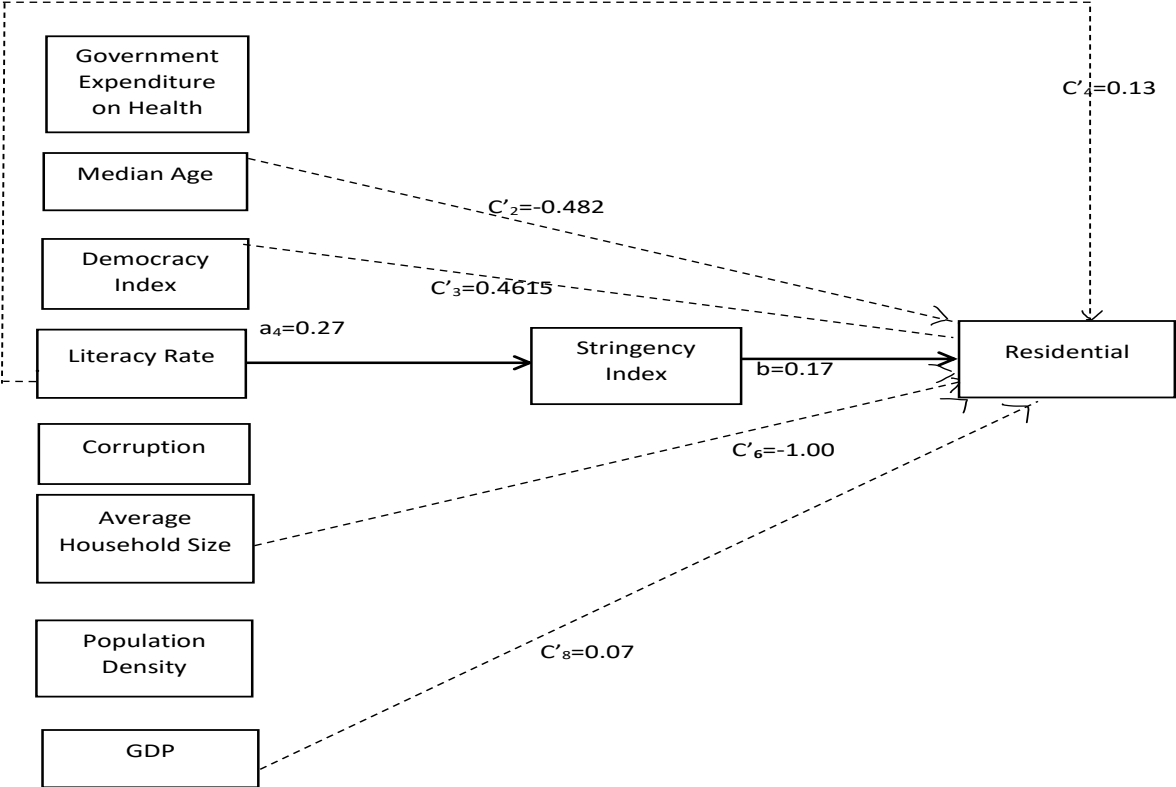 Government
Expenditure
on Health
C’₄=0.13
Median Age
C’₂=-0.482
Democracy
Index
C’₃=0.4615
a₄=0.27
Literacy Rate
Stringency
Index
b=0.17
Residential
Corruption
C’₆=-1.00
Average
Household Size
Population
Density
C’₈=0.07
GDP